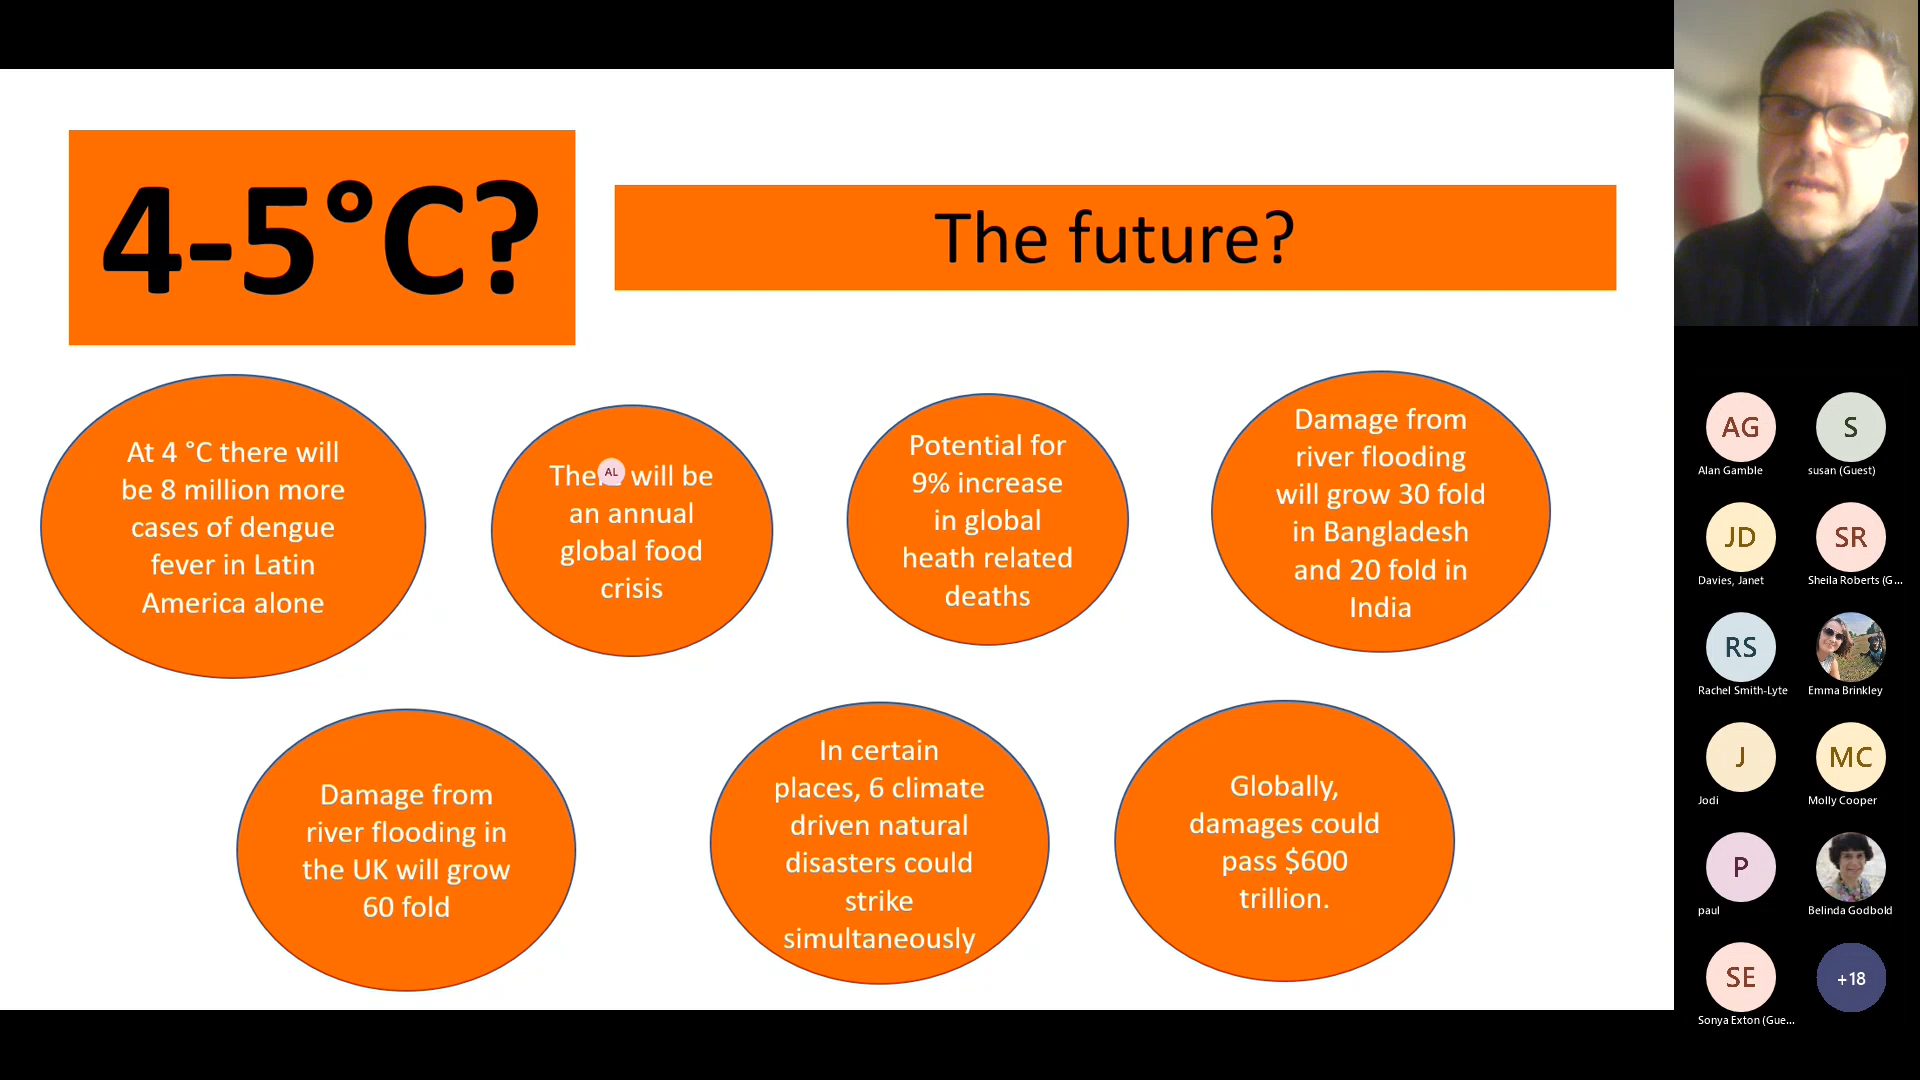 4-5°C?
The future?
At 4 °C there will
be 8 million more
cases of dengue
fever in Latin
America alone
There will be
an annual
global food
crisis
AL
Potential for
9% increase
in global
heath related
deaths
Damage from
river flooding
will grow 30 fold
in Bangladesh
and 20 fold in
India
Damage from
river flooding in
the UK will grow
60 fold
In certain
places, 6 climate
driven natural
disasters could
strike
simultaneously
Globally,
damages could
pass $600
trillion.
AG
Alan Gamble
S
susan (Guest)
JD
Davies, Janet
SR
Sheila Roberts (G...
RS
Rachel Smith-Lyte
Emma Brinkley
J
Jodi
MC
Molly Cooper
P
paul
Belinda Godbold
SE
Sonya Exton (Gue...
+18